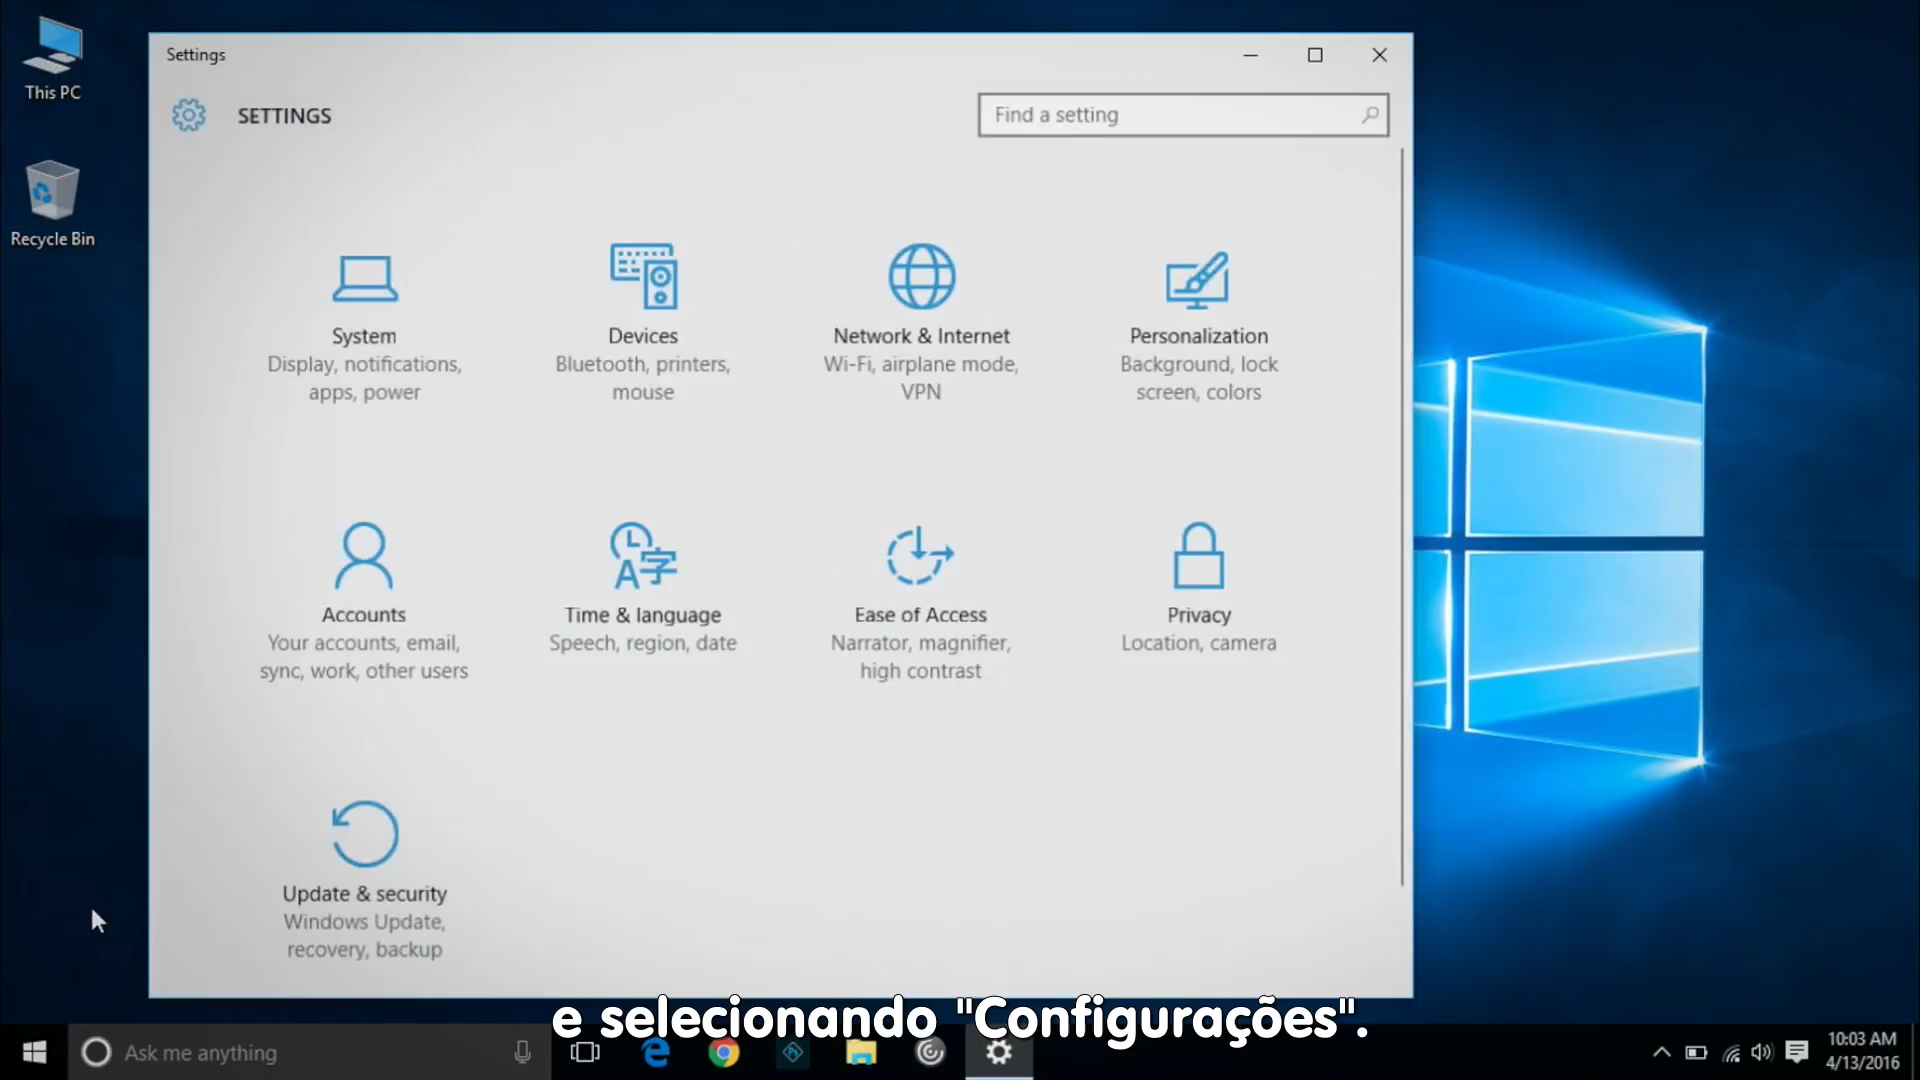 This PC
Recycle Bin
Settings
SETTINGS
Find a setting
System
Display, notifications,
apps, power
Devices
Bluetooth, printers,
mouse
Network & Internet
Wi-Fi, airplane mode,
VPN
Personalization
Background, lock
screen, colors
Accounts
Your accounts, email,
sync, work, other users
Time & language
Speech, region, date
Ease of Access
Narrator, magnifier,
high contrast
Privacy
Location, camera
Update & security
Windows Update,
recovery, backup
e selecionando "Configurações".
Ask me anything
10:03 AM
4/13/2016